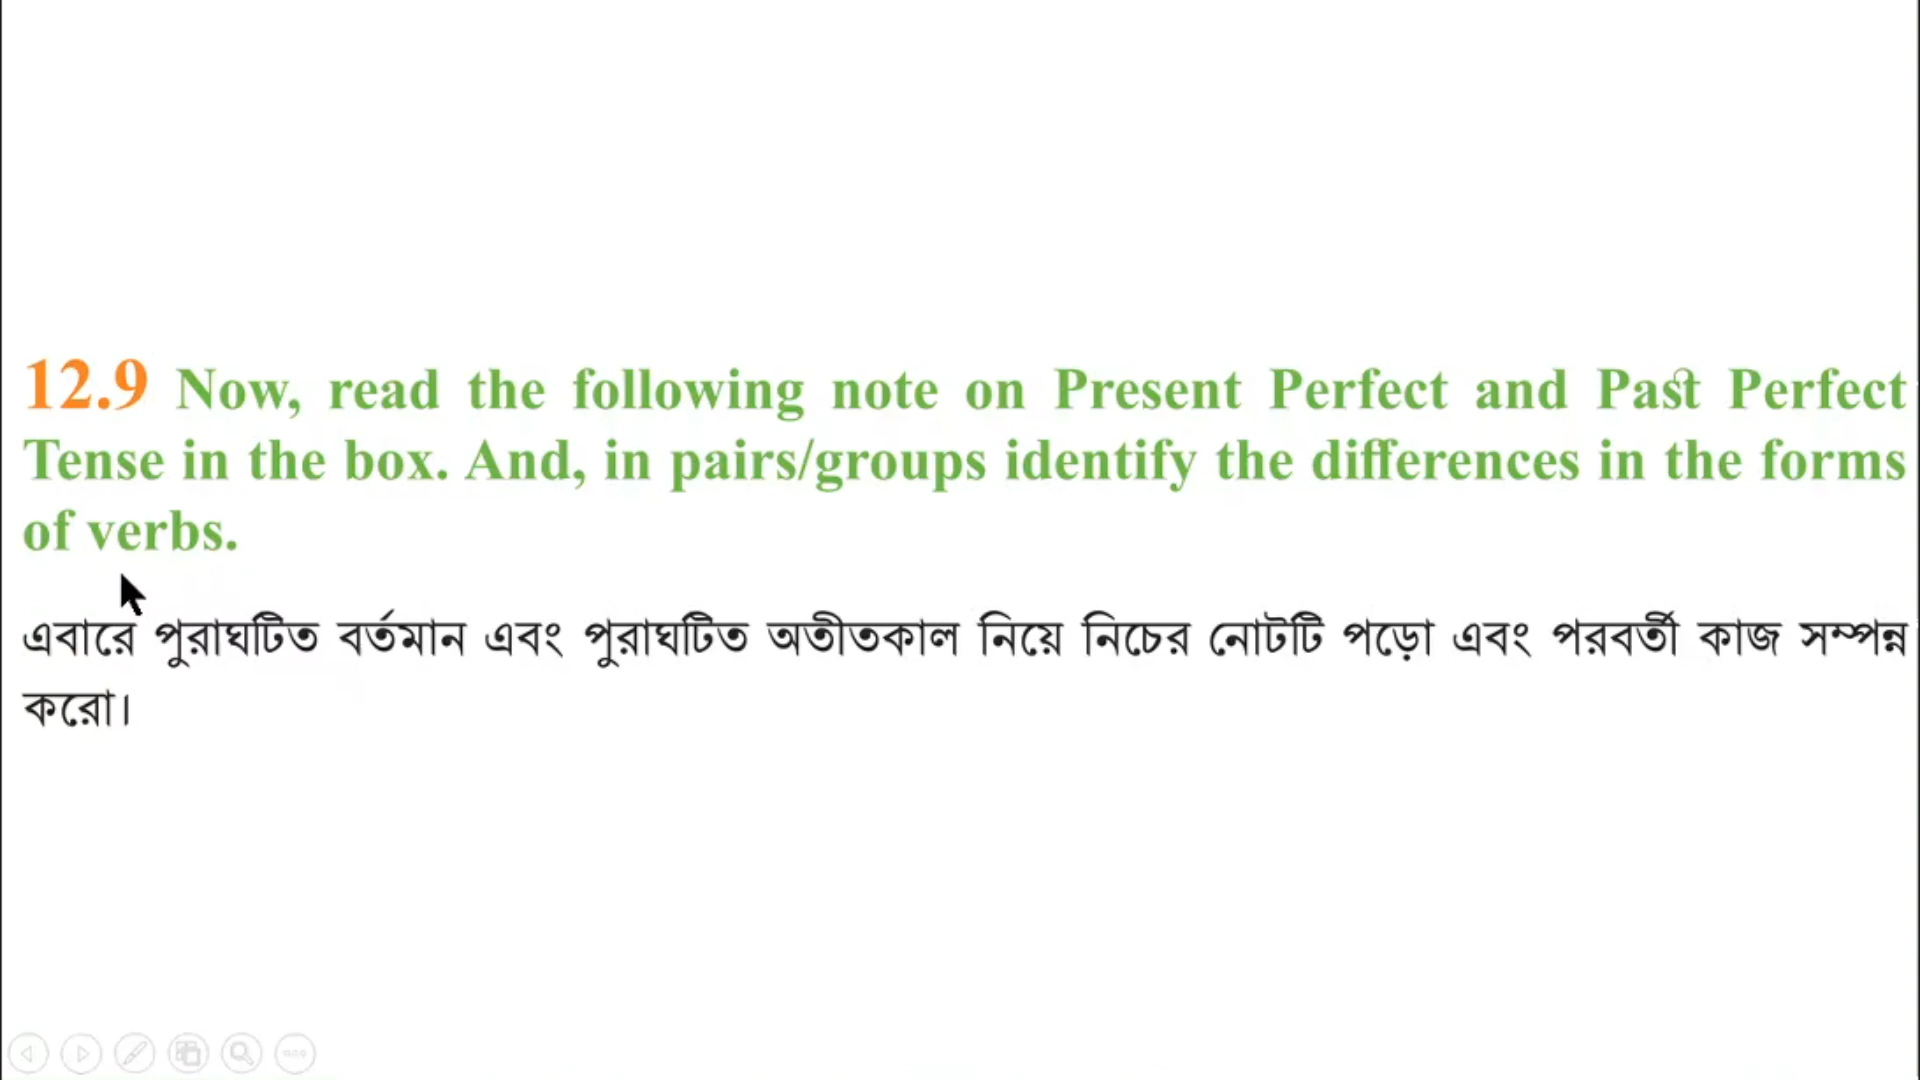 12.9 Now, read the following note on Present Perfect and Past Perfect
Tense in the box. And, in pairs/groups identify the differences in the forms
of verbs.
এবারে পুরাঘটিত বর্তমান এবং পুরাঘটিত অতীতকাল নিয়ে নিচের নোটটি পড়ো এবং পরবর্তী কাজ সম্পন্ন
করো।